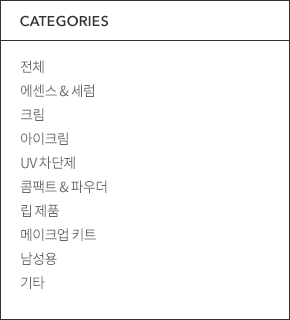 CATEGORIES
전체
에센스 & 세럼
크림
아이크림
UV 차단제
콤팩트 & 파우더
립 제품
메이크업 키트
남성용
기타